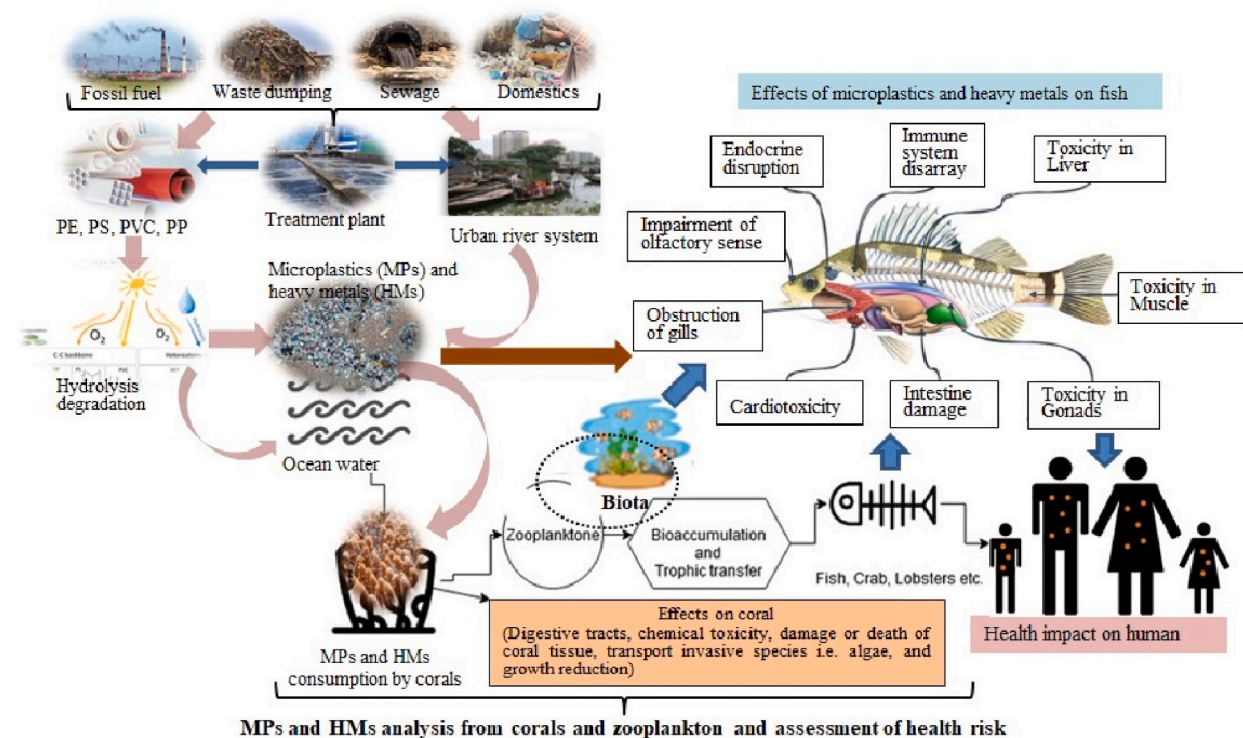 Fossil fuel
Waste dumping
Sewage
Domestics
PE, PS, PVC, PP
Treatment plant
Urban river system
Microplastics (MPs) and
heavy metals (HMs)
O2
O2
C-C backbone
Hydrolysis
degradation
Ocean water
MPs and HMs
consumption by corals
Effects of microplastics and heavy metals on fish
Endocrine
disruption
Immune
system
disarray
Toxicity in
Liver
Impairment of
olfactory sense
Toxicity in
Muscle
Obstruction
of gills
Cardiotoxicity
Intestine
damage
Toxicity in
Gonads
Biota
Zooplanktone
Bioaccumulation
and
Trophic transfer
Fish, Crab, Lobsters etc.
Effects on coral
(Digestive tracts, chemical toxicity, damage or death of
coral tissue, transport invasive species i.e. algae, and
growth reduction)
Health impact on human
MPs and HMs analysis from corals and zooplankton and assessment of health risk